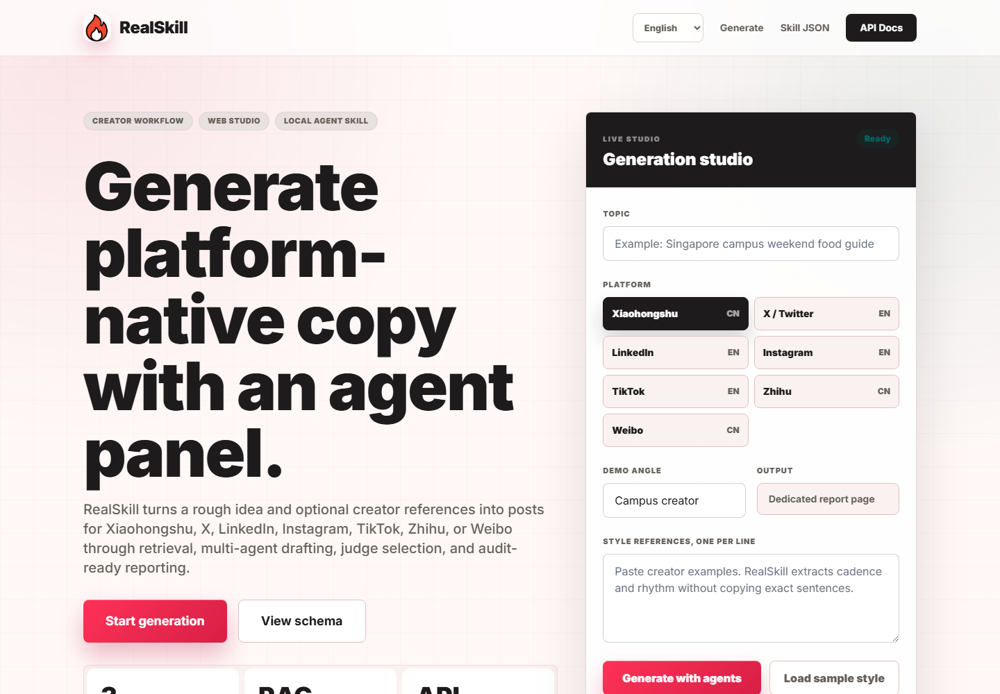 RealSkill
English
Generate
Skill JSON
API Docs
CREATOR WORKFLOW
WEB STUDIO
LOCAL AGENT SKILL
Generate
platform-
native copy
with an agent
panel.
RealSkill turns a rough idea and optional creator references into posts
for Xiaohongshu, X, LinkedIn, Instagram, TikTok, Zhihu, or Weibo
through retrieval, multi-agent drafting, judge selection, and audit-
ready reporting.
Start generation
View schema
3
RAG
API
LIVE STUDIO
Ready
Generation studio
TOPIC
Example: Singapore campus weekend food guide
PLATFORM
Xiaohongshu CN
X / Twitter EN
LinkedIn EN
Instagram EN
TikTok EN
Zhihu CN
Weibo CN
DEMO ANGLE
Campus creator
OUTPUT
Dedicated report page
STYLE REFERENCES, ONE PER LINE
Paste creator examples. RealSkill extracts cadence
and rhythm without copying exact sentences.
Generate with agents
Load sample style